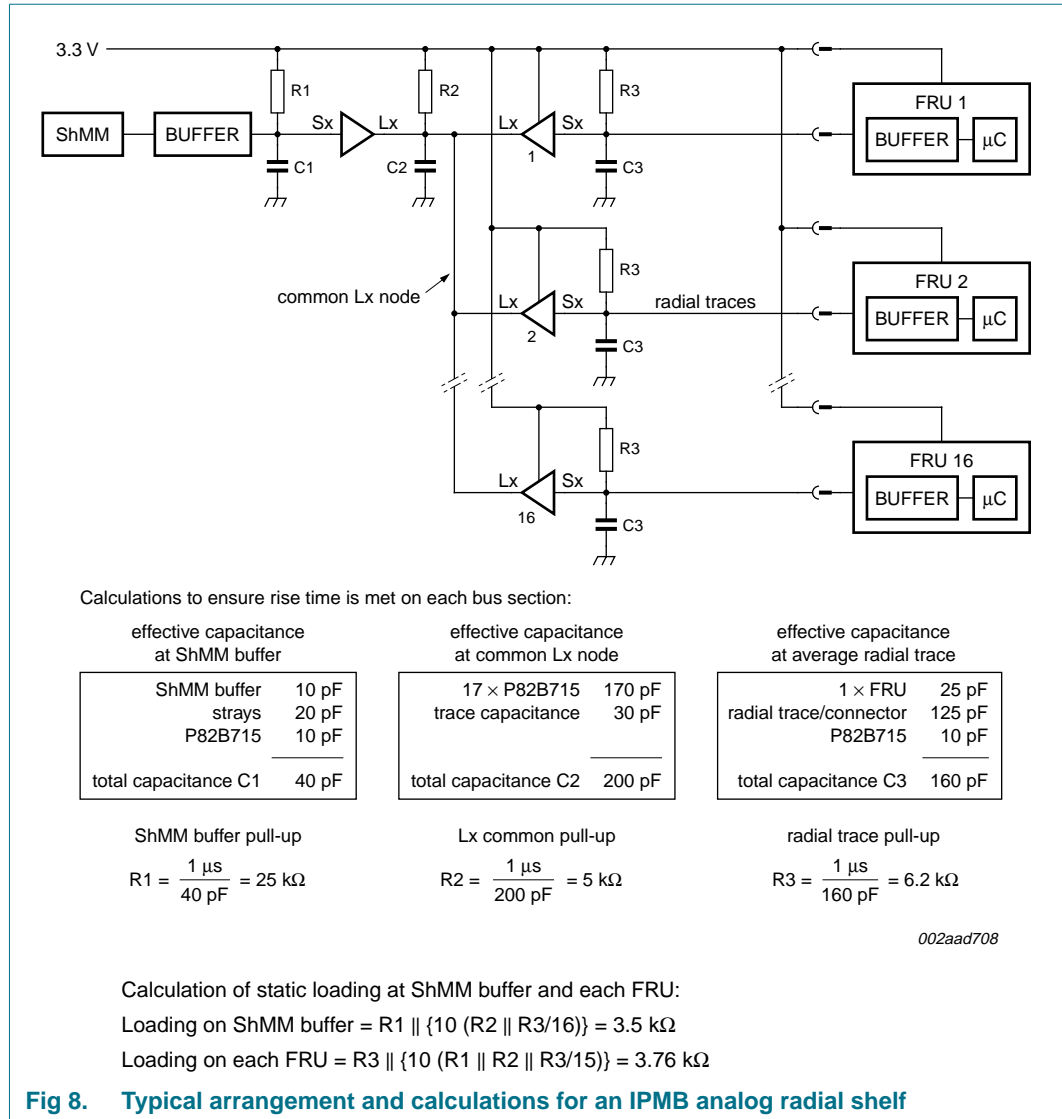 3.3 V
R1
R2
R3
FRU 1
ShMM
BUFFER
Sx
Lx
Lx
Sx
BUFFER
μC
1
C1
C2
C3
R3
FRU 2
common Lx node
Lx
Sx
radial traces
BUFFER
μC
2
C3
R3
FRU 16
Lx
Sx
BUFFER
μC
16
C3
Calculations to ensure rise time is met on each bus section:
effective capacitance
at ShMM buffer
ShMM buffer 10 pF
strays 20 pF
P82B715 10 pF
total capacitance C1 40 pF
ShMM buffer pull-up
R1 = 1 μs / 40 pF = 25 kΩ
effective capacitance
at common Lx node
17 × P82B715 170 pF
trace capacitance 30 pF
total capacitance C2 200 pF
Lx common pull-up
R2 = 1 μs / 200 pF = 5 kΩ
effective capacitance
at average radial trace
1 × FRU 25 pF
radial trace/connector 125 pF
P82B715 10 pF
total capacitance C3 160 pF
radial trace pull-up
R3 = 1 μs / 160 pF = 6.2 kΩ
002aad708
Calculation of static loading at ShMM buffer and each FRU:
Loading on ShMM buffer = R1 || {10 (R2 || R3/16)} = 3.5 kΩ
Loading on each FRU = R3 || {10 (R1 || R2 || R3/15)} = 3.76 kΩ
Fig 8. Typical arrangement and calculations for an IPMB analog radial shelf